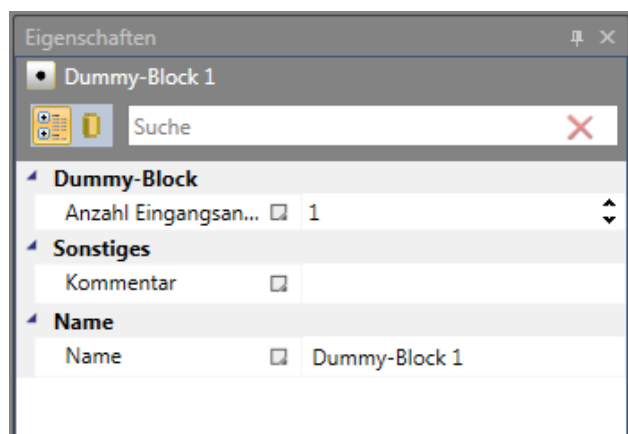 Eigenschaften
Dummy-Block 1
Suche
Dummy-Block
Anzahl Eingangsan... 1
Sonstiges
Kommentar
Name
Name Dummy-Block 1